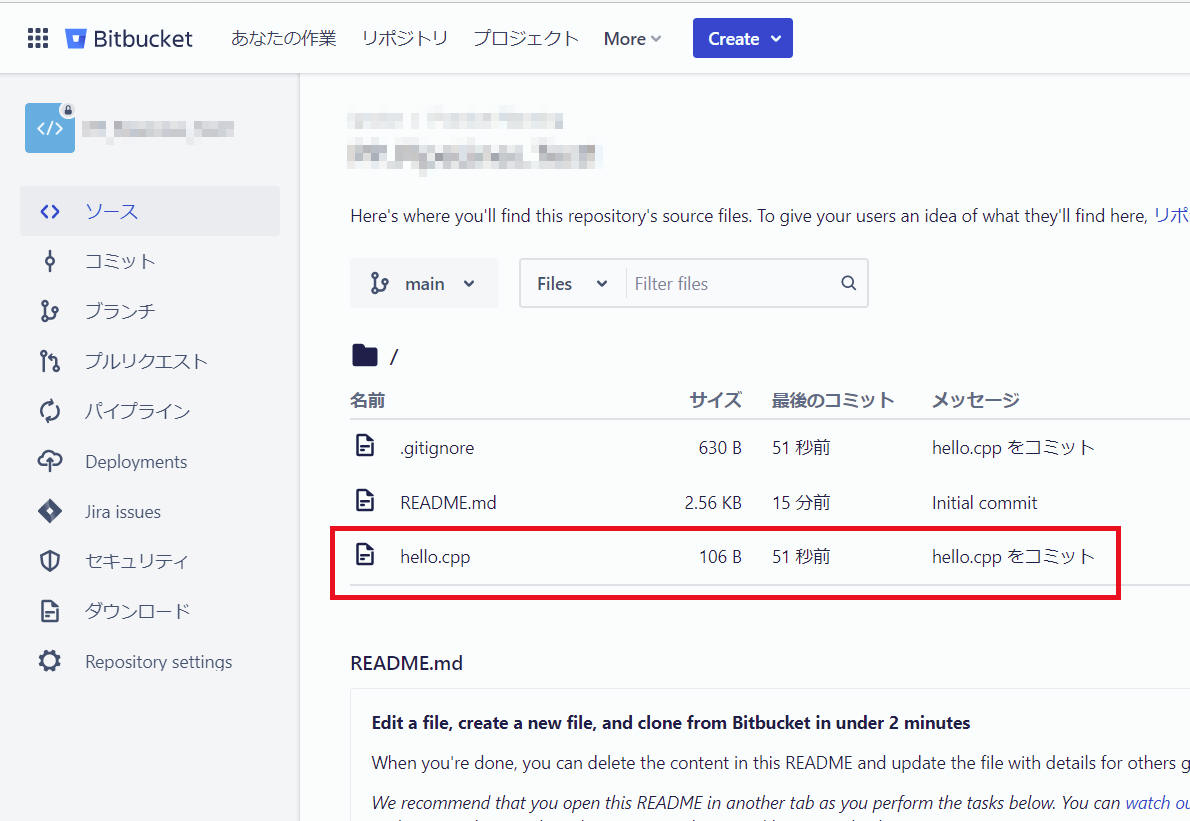 Bitbucket あなたの作業 リポジトリ プロジェクト More Create
ソース
コミット
ブランチ
プルリクエスト
パイプライン
Deployments
Jira issues
セキュリティ
ダウンロード
Repository settings
Here's where you'll find this repository's source files. To give your users an idea of what they'll find here, リポ
main Files Filter files
/
名前 サイズ 最後のコミット メッセージ
.gitignore 630 B 51 秒前 hello.cpp をコミット
README.md 2.56 KB 15 分前 Initial commit
hello.cpp 106 B 51 秒前 hello.cpp をコミット
README.md
Edit a file, create a new file, and clone from Bitbucket in under 2 minutes
When you're done, you can delete the content in this README and update the file with details for others g
We recommend that you open this README in another tab as you perform the tasks below. You can watch ou